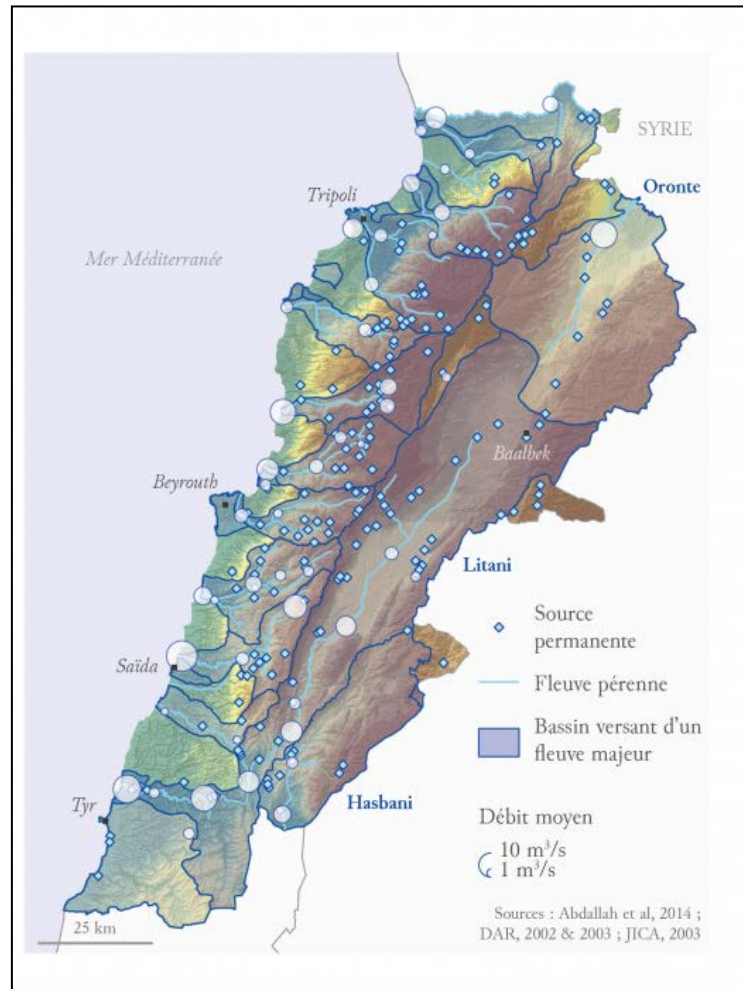 SYRIE
Oronte
Tripoli
Mer Méditerranée
Baalbek
Beyrouth
Litani
Source
permanente
Saïda
Fleuve pérenne
Bassin versant d'un
fleuve majeur
Hasbani
Tyr
Débit moyen
10 m³/s
1 m³/s
Sources : Abdallah et al, 2014 ;
DAR, 2002 & 2003 ; JICA, 2003
25 km